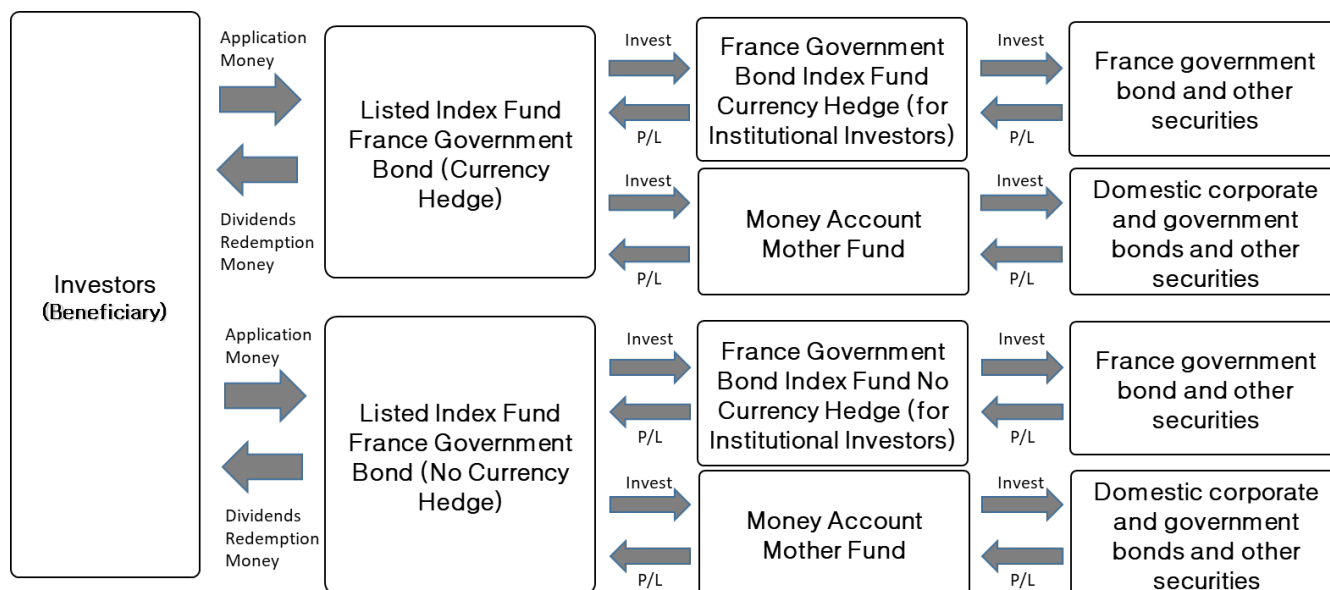 Investors
(Beneficiary)
Application
Money
Dividends
Redemption
Money
Listed Index Fund
France Government
Bond (Currency
Hedge)
Invest
P/L
France Government
Bond Index Fund
Currency Hedge (for
Institutional Investors)
Invest
P/L
France government
bond and other
securities
Invest
P/L
Money Account
Mother Fund
Invest
P/L
Domestic corporate
and government
bonds and other
securities
Application
Money
Dividends
Redemption
Money
Listed Index Fund
France Government
Bond (No Currency
Hedge)
Invest
P/L
France Government
Bond Index Fund No
Currency Hedge (for
Institutional Investors)
Invest
P/L
France government
bond and other
securities
Invest
P/L
Money Account
Mother Fund
Invest
P/L
Domestic corporate
and government
bonds and other
securities